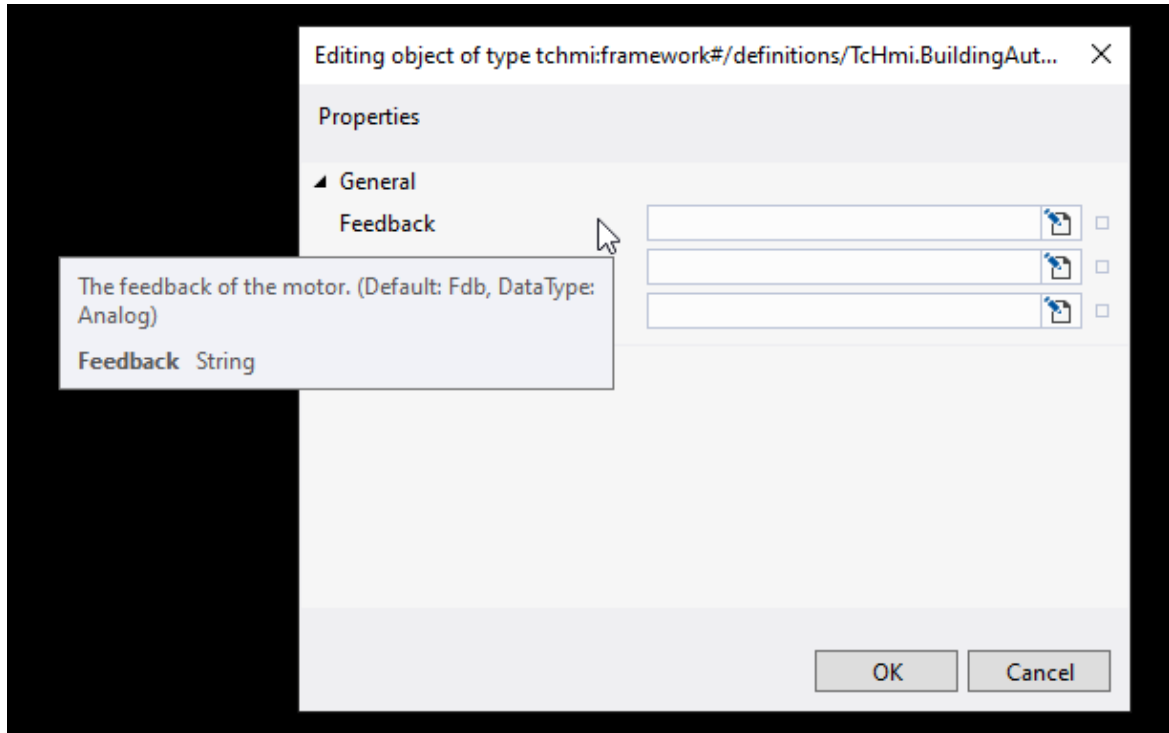 Editing object of type tchmi:framework#/definitions/TcHmi.BuildingAut...
Properties
General
Feedback
The feedback of the motor. (Default: Fdb, DataType:
Analog)
Feedback String
OK Cancel